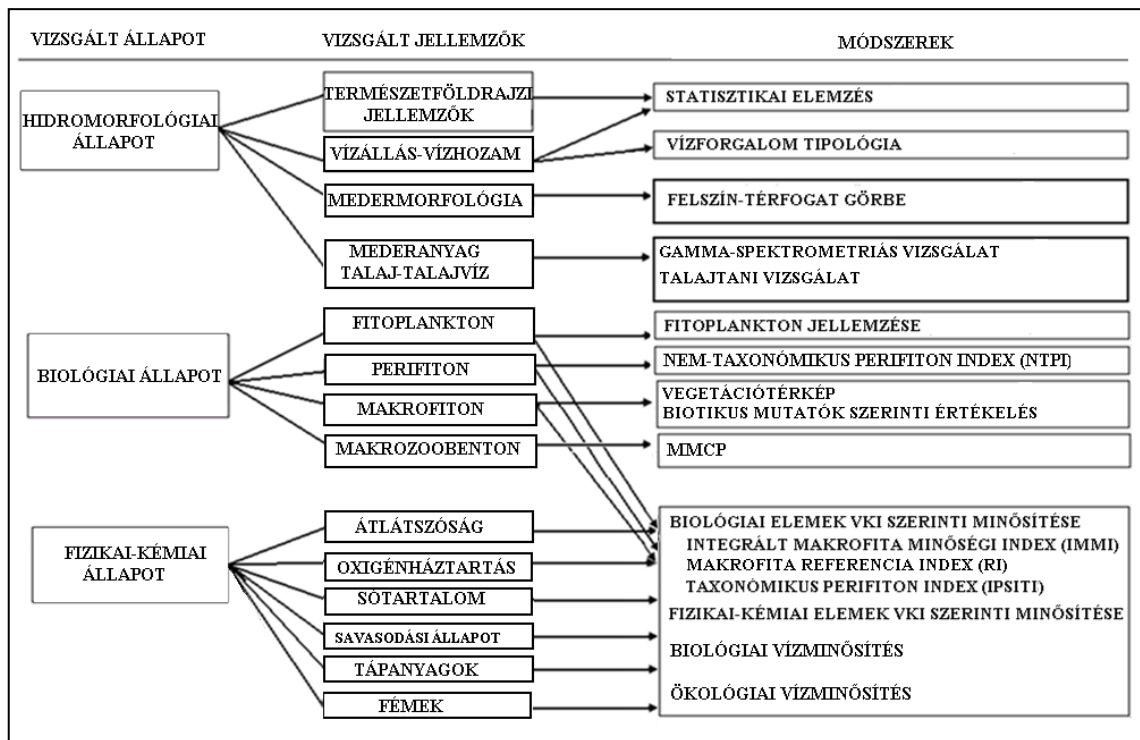 VIZSGÁLT ÁLLAPOT
VIZSGÁLT JELLEMZŐK
MÓDSZEREK
HIDROMORFOLÓGIAI
ÁLLAPOT
TERMÉSZETFÖLDRAJZI
JELLEMZŐK
VÍZÁLLÁS-VÍZHOZAM
MEDERMORFOLÓGIA
MEDERANYAG
TALAJ-TALAJVÍZ
STATISZTIKAI ELEMZÉS
VÍZFORGALOM TIPOLÓGIA
FELSZÍN-TÉRFOGAT GÖRBE
GAMMA-SPEKTROMETRIÁS VIZSGÁLAT
TALAJTANI VIZSGÁLAT
BIOLÓGIAI ÁLLAPOT
FITOPLANKTON
PERIFITON
MAKROFITON
MAKROZOOBENTON
FITOPLANKTON JELLEMZÉSE
NEM-TAXONÓMIKUS PERIFITON INDEX (NTPI)
VEGETÁCIÓTÉRKÉP
BIOTIKUS MUTATÓK SZERINTI ÉRTÉKELÉS
MMCP
FIZIKAI-KÉMIAI
ÁLLAPOT
ÁTLÁTSZÓSÁG
OXIGÉNHÁZTARTÁS
SÓTARTALOM
SAVASODÁSI ÁLLAPOT
TÁPANYAGOK
FÉMEK
BIOLÓGIAI ELEMEK VKI SZERINTI MINŐSÍTÉSE
INTEGRÁLT MAKROFITA MINŐSÉGI INDEX (IMMI)
MAKROFITA REFERENCIA INDEX (RI)
TAXONÓMIKUS PERIFITON INDEX (IPSITI)
FIZIKAI-KÉMIAI ELEMEK VKI SZERINTI MINŐSÍTÉSE
BIOLÓGIAI VÍZMINŐSÍTÉS
ÖKOLÓGIAI VÍZMINŐSÍTÉS